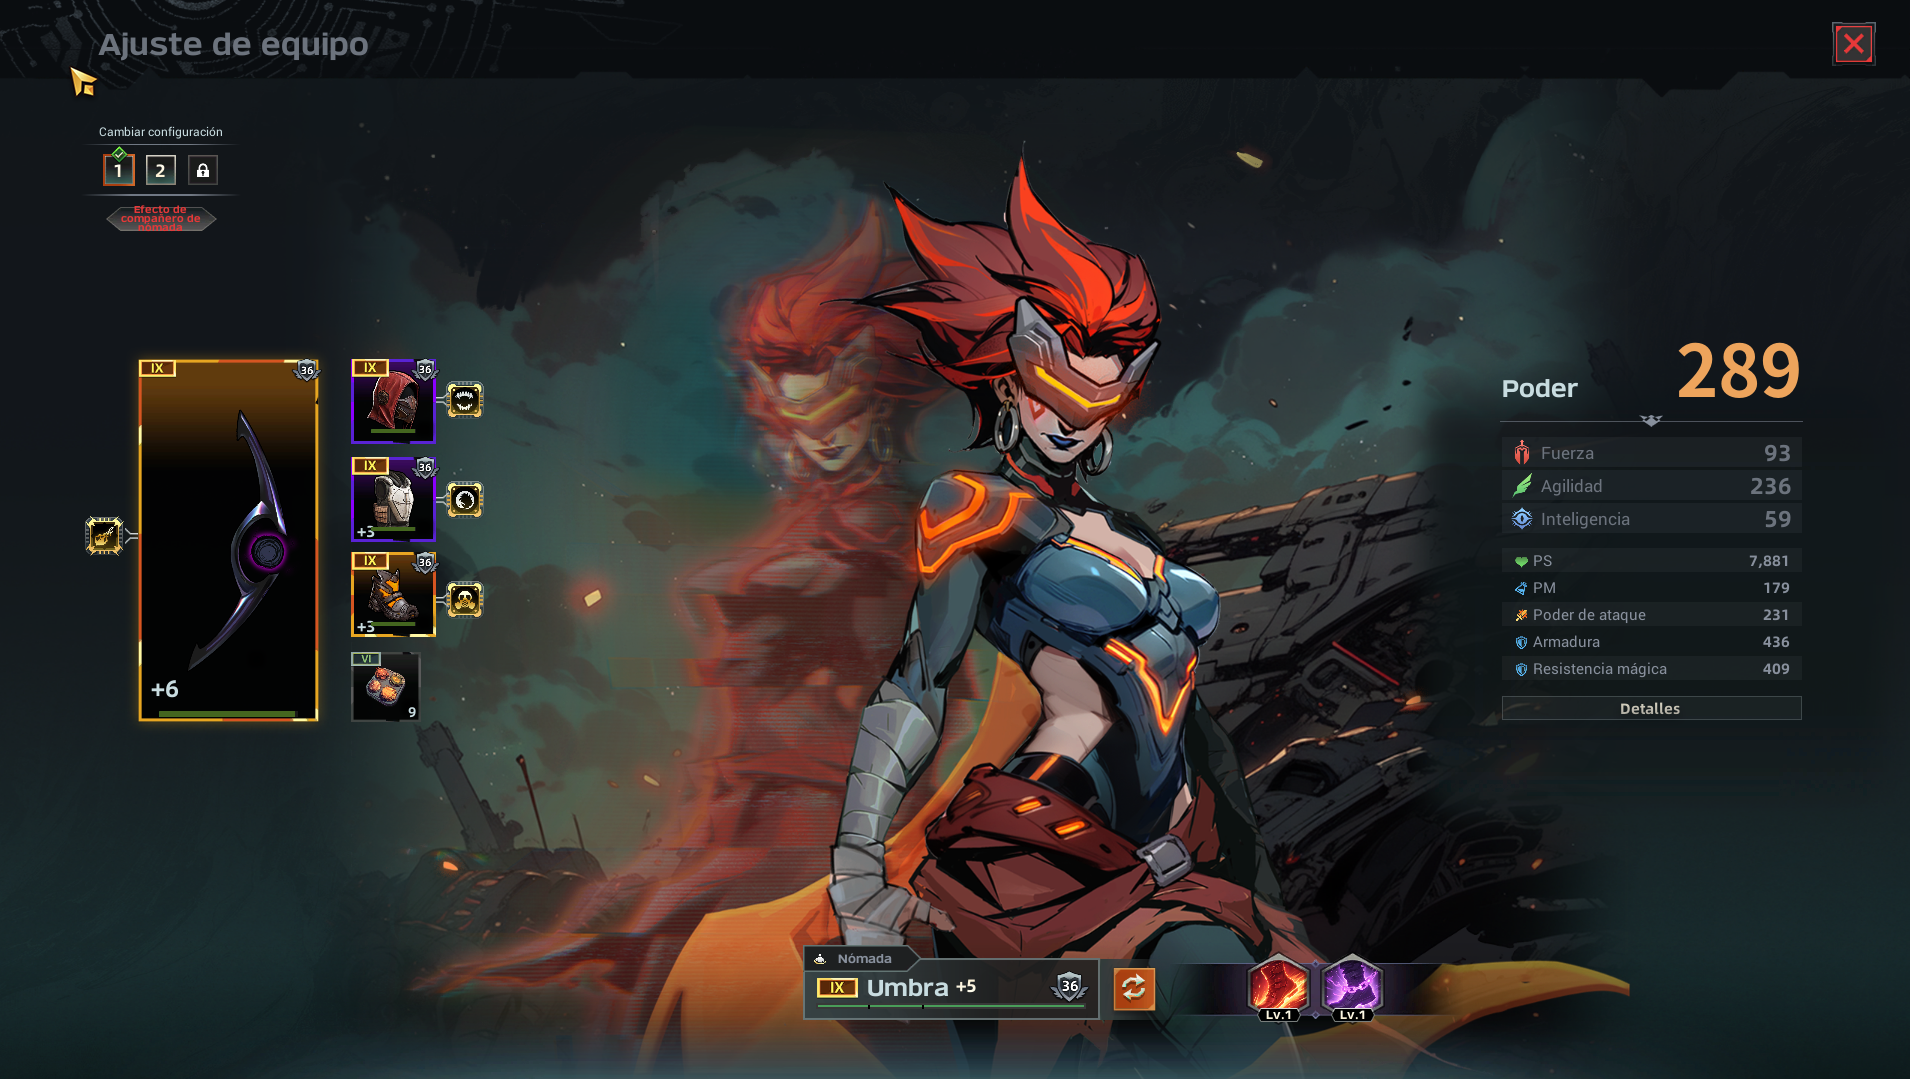 Ajuste de equipo
Cambiar configuración
1 2
Efecto de
compañero de
nómada
IX 36
+6
IX 36
IX 36
+3
IX 36
+3
VI
9
Poder 289
Fuerza 93
Agilidad 236
Inteligencia 59
PS 7,881
PM 179
Poder de ataque 231
Armadura 436
Resistencia mágica 409
Detalles
Nómada
IX Umbra +5 36
Lv.1 Lv.1